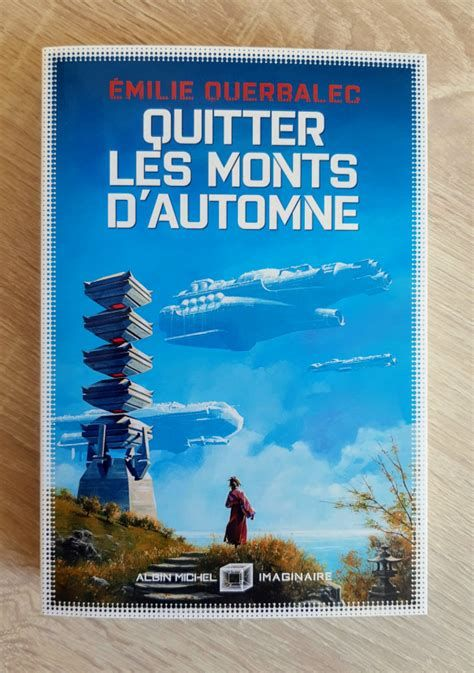 ÉMILIE QUERBALEC
QUITTER
LES MONTS
D'AUTOMNE
ALBIN MICHEL IMAGINAIRE